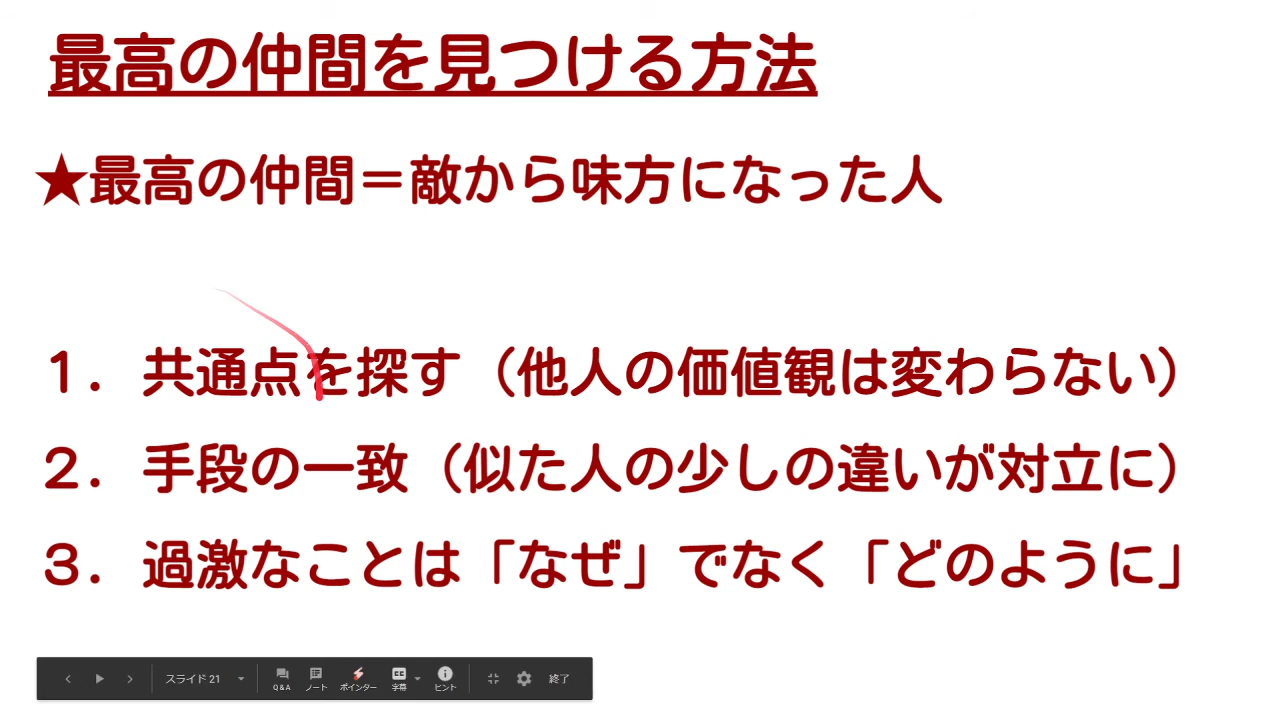 最高の仲間を見つける方法
★最高の仲間＝敵から味方になった人
１．共通点を探す（他人の価値観は変わらない）
２．手段の一致（似た人の少しの違いが対立に）
３．過激なことは「なぜ」でなく「どのように」
スライド 21 Q&A ノート ポインター 字幕 ヒント 終了